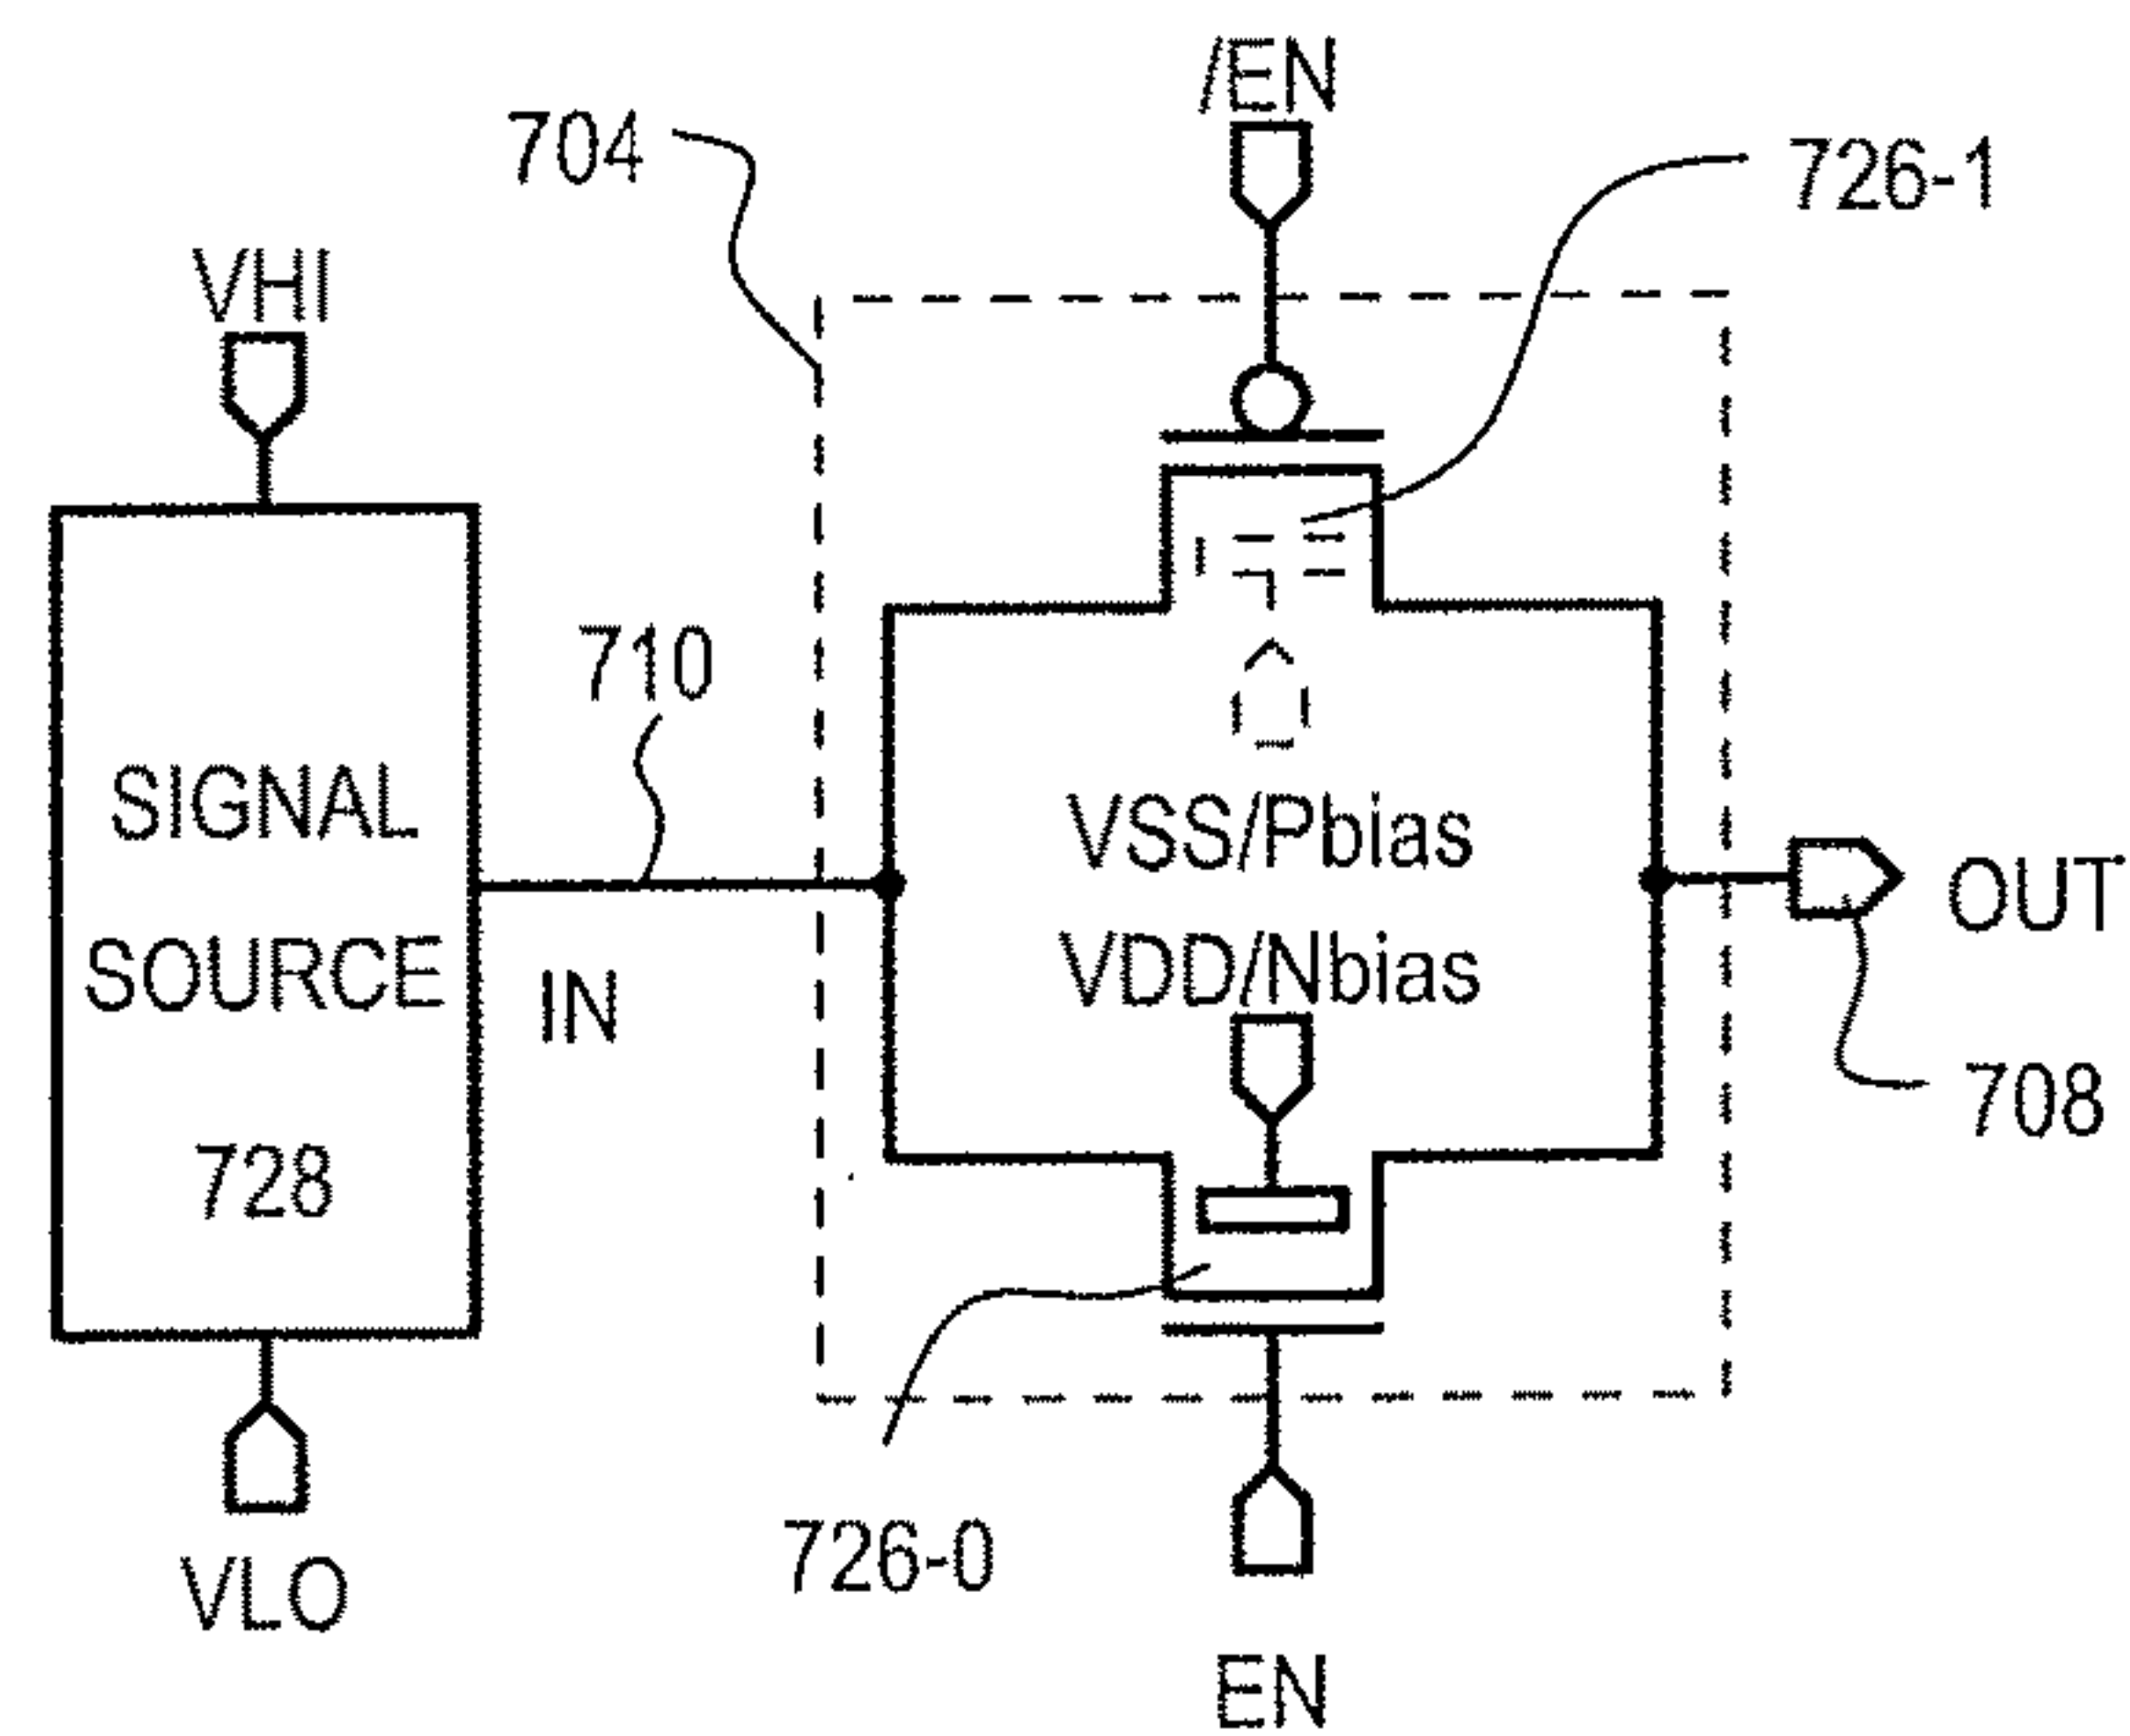 /EN
704
726-1
VHI
710
SIGNAL
SOURCE
728
VSS/Pbias
VDD/Nbias
IN
OUT
708
726-0
VLO
EN